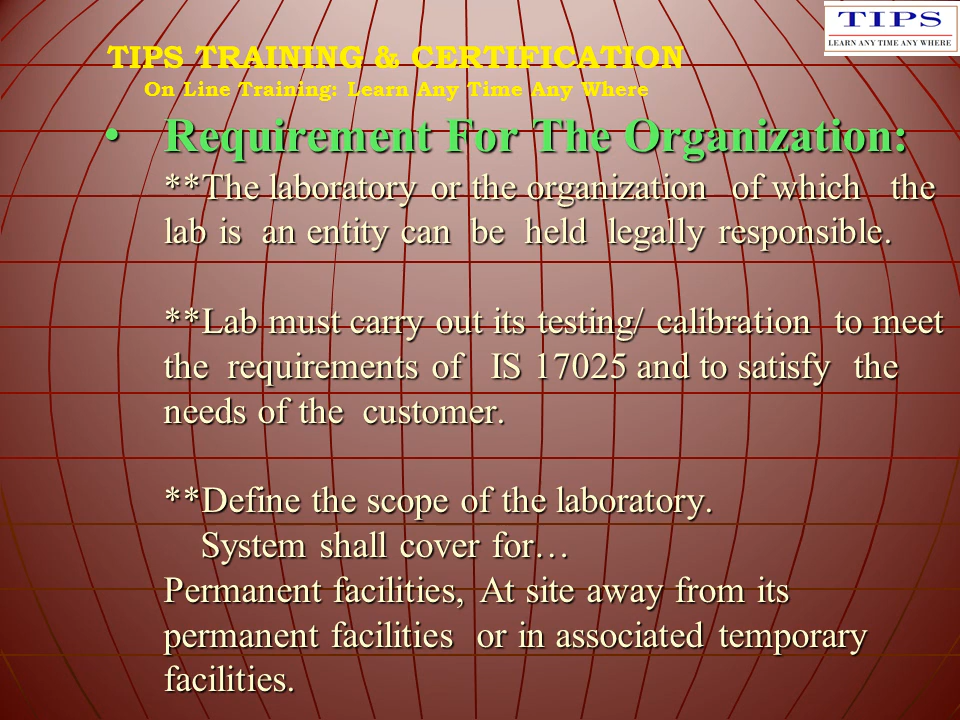 TIPS
LEARN ANY TIME ANY WHERE
TIPS TRAINING & CERTIFICATION
On Line Training: Learn Any Time Any Where
• Requirement For The Organization:
**The laboratory or the organization of which the
lab is an entity can be held legally responsible.
**Lab must carry out its testing/ calibration to meet
the requirements of IS 17025 and to satisfy the
needs of the customer.
**Define the scope of the laboratory.
System shall cover for…
Permanent facilities, At site away from its
permanent facilities or in associated temporary
facilities.